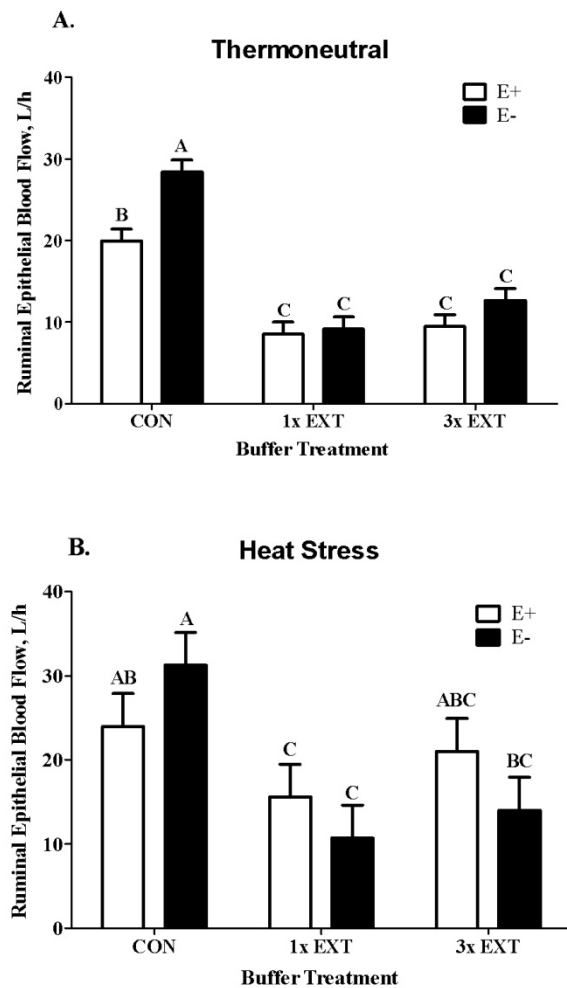 A.
Thermoneutral
Ruminal Epithelial Blood Flow, L/h
40
30
20
10
0
E+
E-
B
A
C
C
C
C
CON
1x EXT
3x EXT
Buffer Treatment
B.
Heat Stress
Ruminal Epithelial Blood Flow, L/h
40
30
20
10
0
E+
E-
AB
A
C
C
ABC
BC
CON
1x EXT
3x EXT
Buffer Treatment